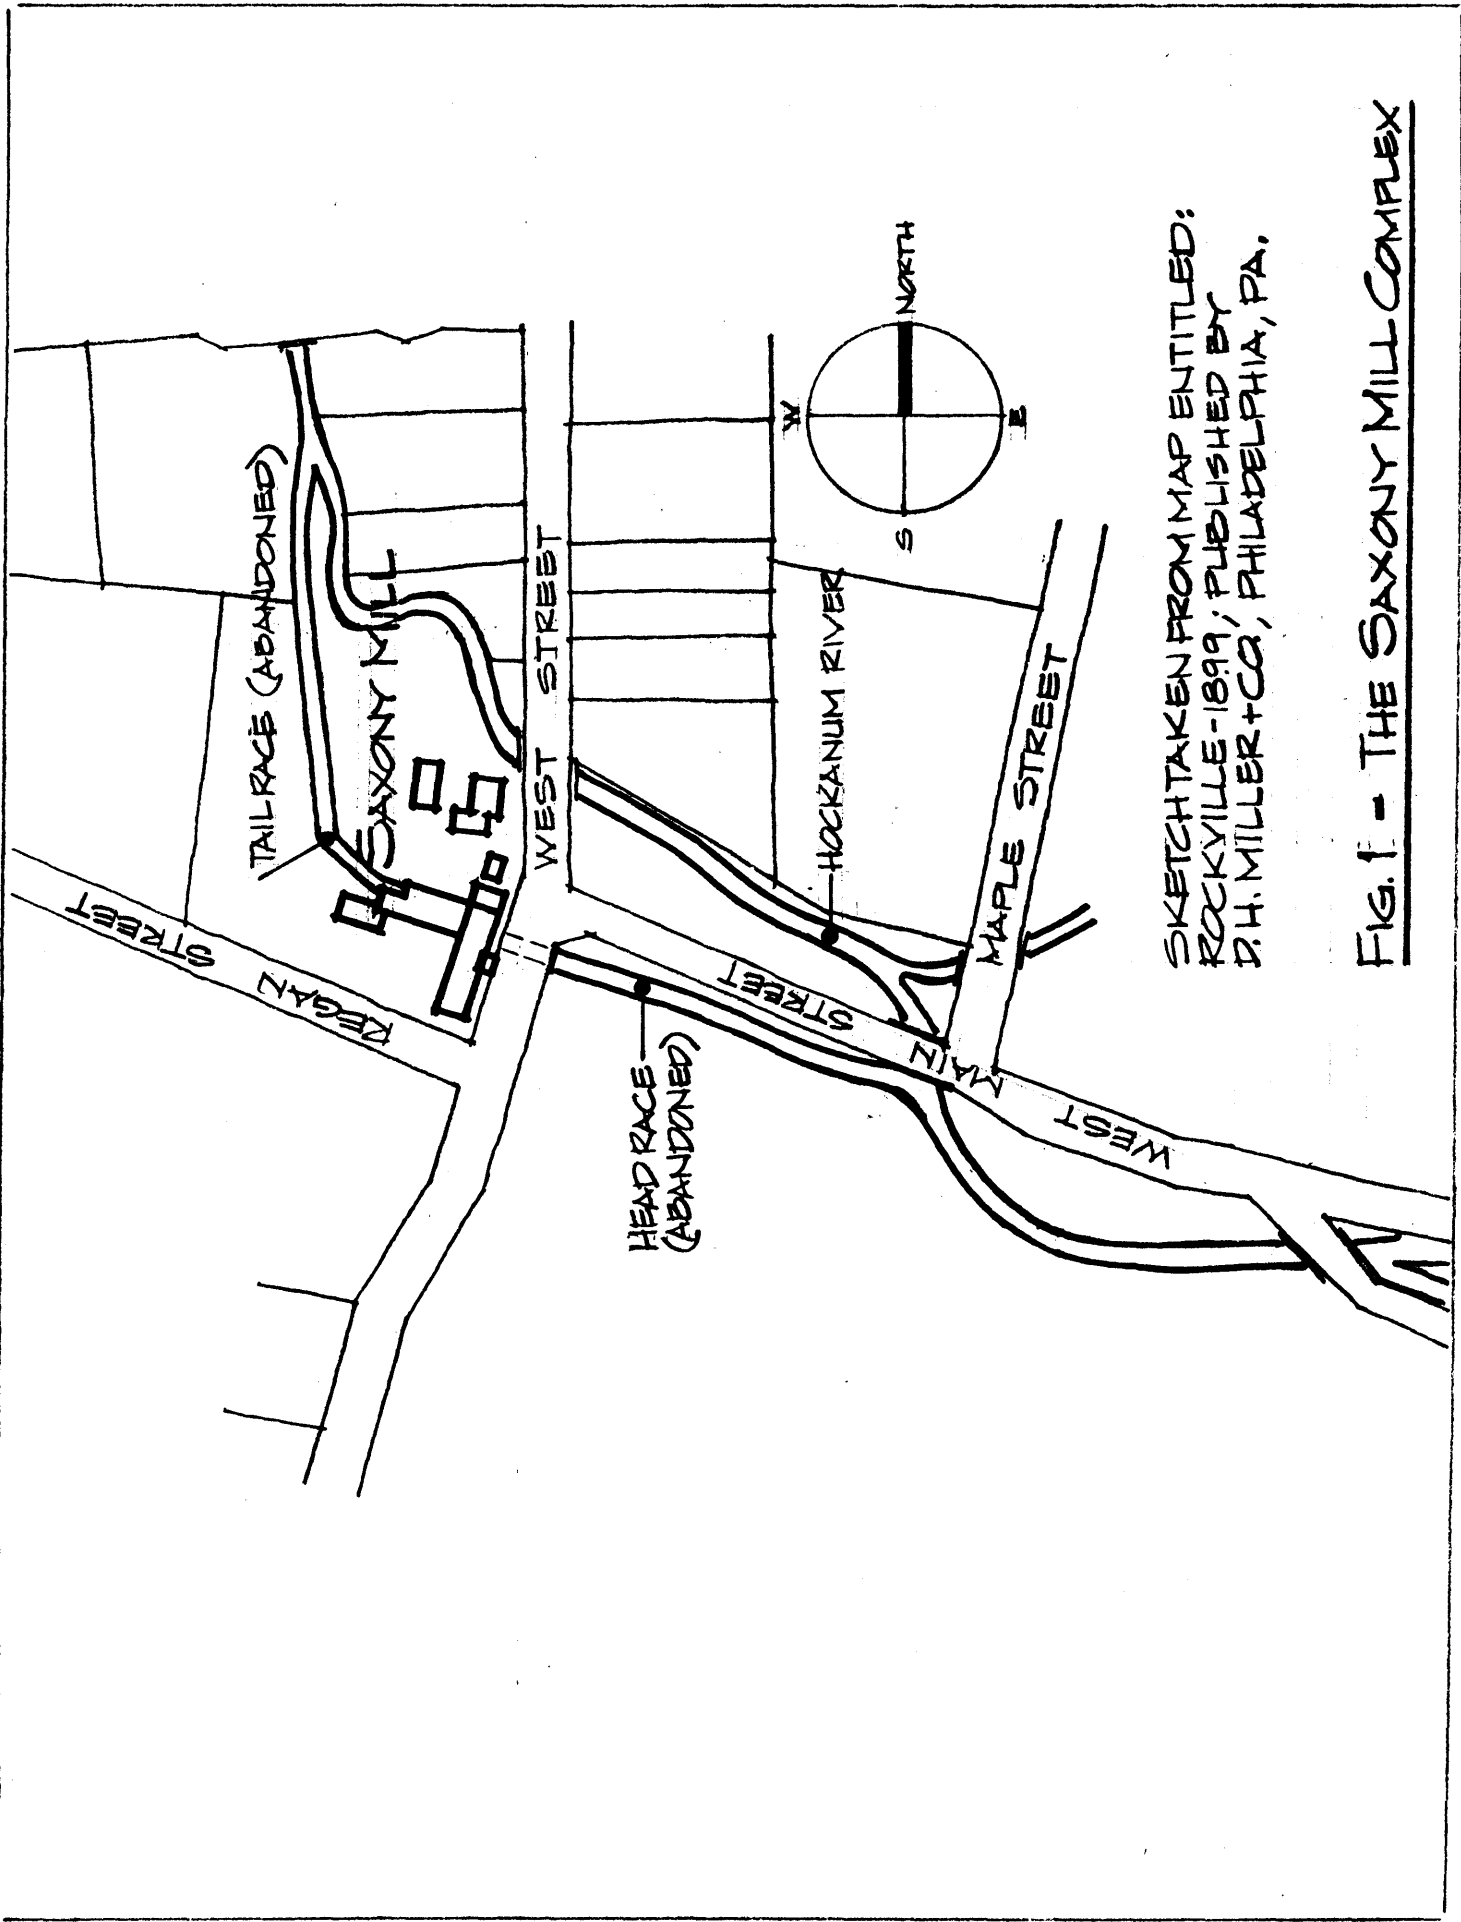 TAILRACE (ABANDONED)
SAXONY MILL
REGAN STREET
WEST STREET
W
NORTH
S
E
HOCKANUM RIVER
MAPLE STREET
WEST MAIN STREET
HEAD RACE
(ABANDONED)
SKETCH TAKEN FROM MAP ENTITLED:
ROCKVILLE-1899; PUBLISHED BY
D.H. MILLER + CO., PHILADELPHIA, PA.
FIG. 1 - THE SAXONY MILL COMPLEX